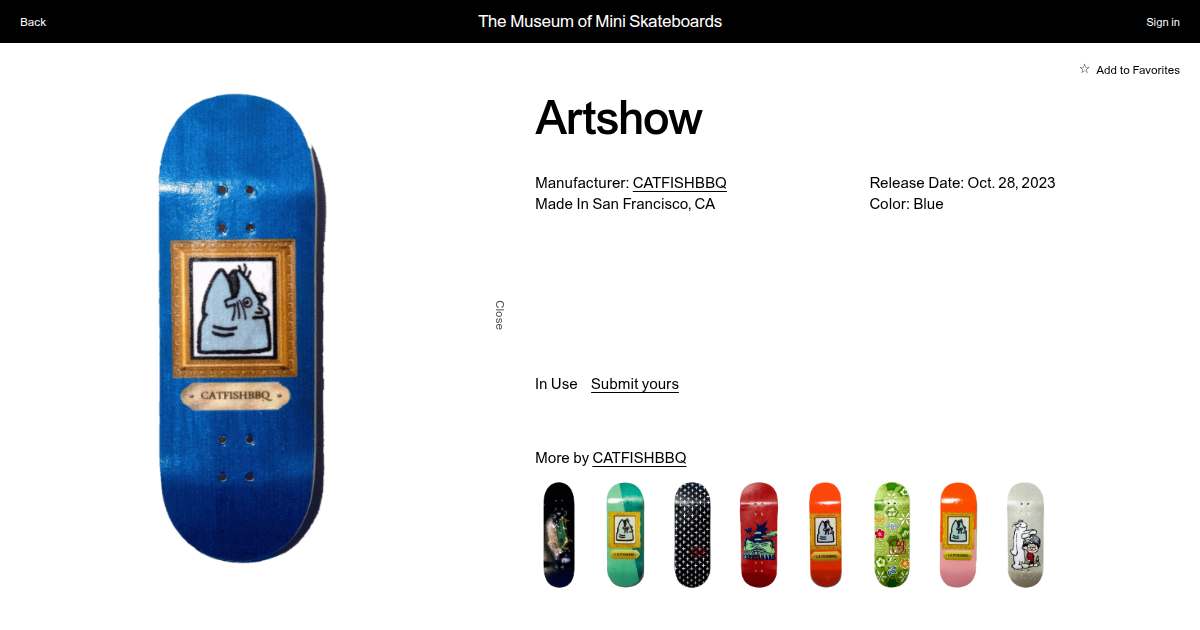 Back
The Museum of Mini Skateboards
Sign in
☆ Add to Favorites
Artshow
Manufacturer: CATFISHBBQ
Made In San Francisco, CA
Release Date: Oct. 28, 2023
Color: Blue
CATFISHBBQ
Close
In Use Submit yours
More by CATFISHBBQ